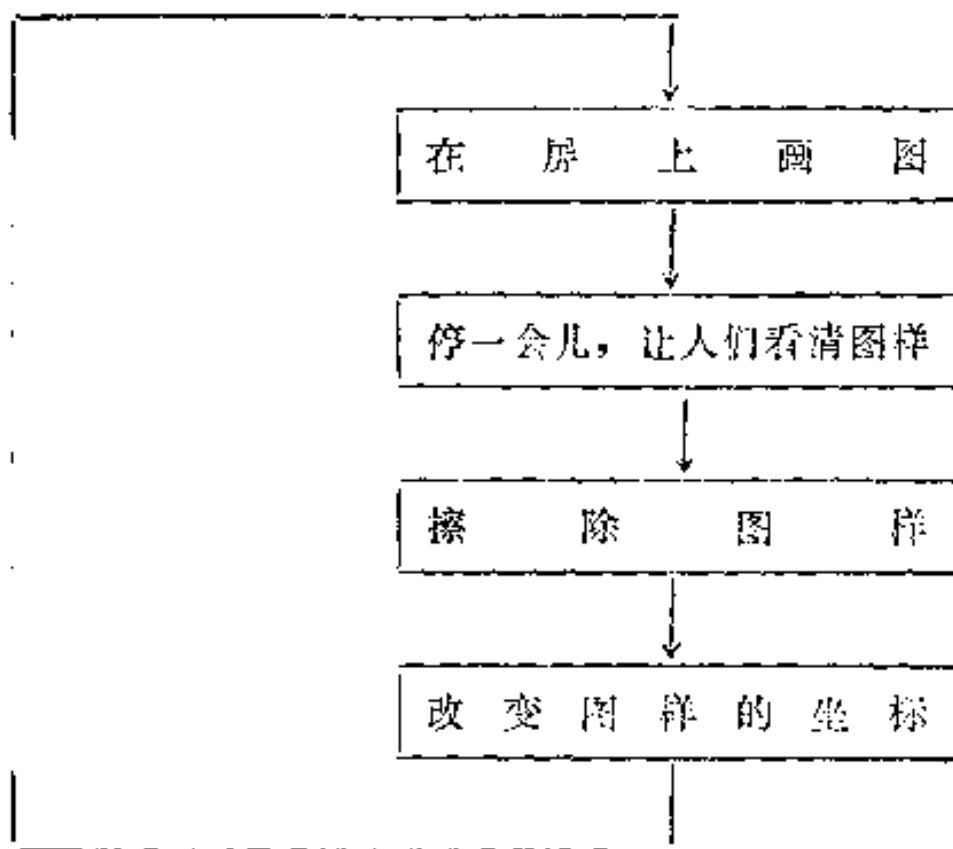 在屏上画图
停一会儿，让人们看清图样
擦除图样
改变图样的坐标